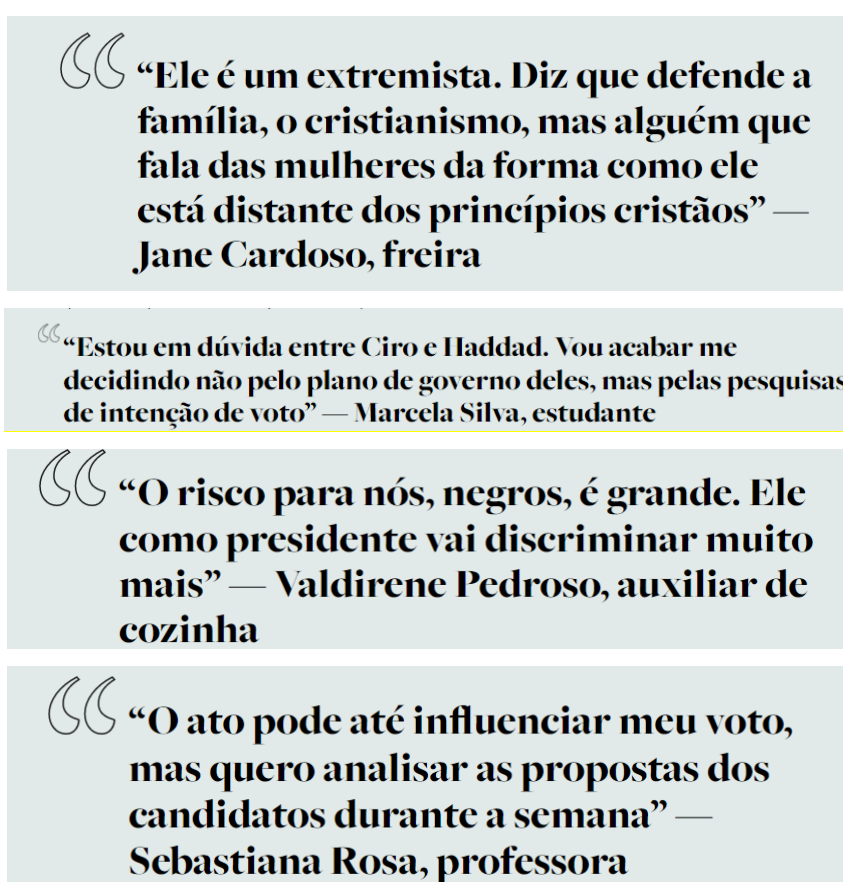 “Ele é um extremista. Diz que defende a
família, o cristianismo, mas alguém que
fala das mulheres da forma como ele
está distante dos princípios cristãos” —
Jane Cardoso, freira
“Estou em dúvida entre Ciro e Haddad. Vou acabar me
decidindo não pelo plano de governo deles, mas pelas pesquisas
de intenção de voto” — Marcela Silva, estudante
“O risco para nós, negros, é grande. Ele
como presidente vai discriminar muito
mais” — Valdirene Pedroso, auxiliar de
cozinha
“O ato pode até influenciar meu voto,
mas quero analisar as propostas dos
candidatos durante a semana” —
Sebastiana Rosa, professora